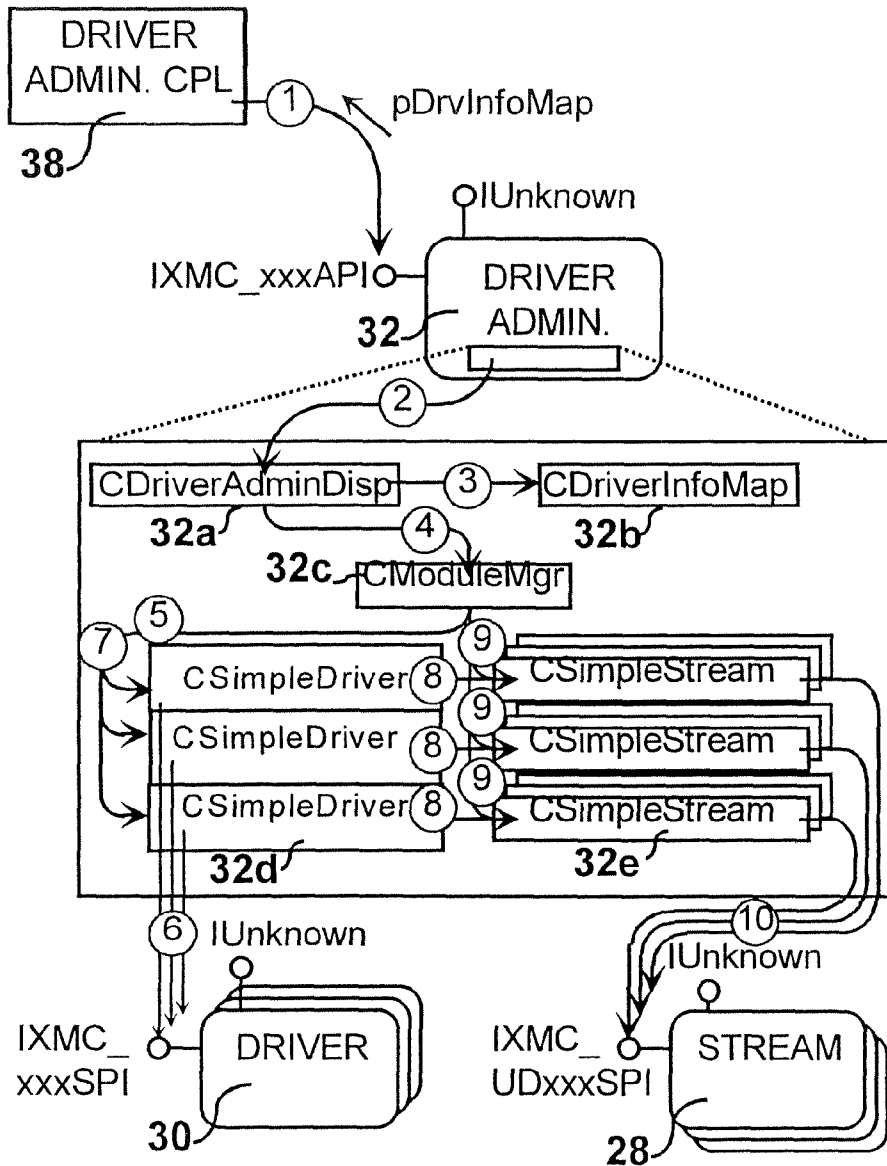 DRIVER
ADMIN. CPL
1
pDrvInfoMap
38
IUnknown
IXMC_xxxAPI
DRIVER
ADMIN.
32
2
CDriverAdminDisp
3
CDriverInfoMap
32a
32b
4
32c
CModuleMgr
5
7
9
CSimpleDriver
8
CSimpleStream
9
CSimpleDriver
8
CSimpleStream
9
CSimpleDriver
8
CSimpleStream
32d
32e
6
10
IUnknown
IUnknown
IXMC_
xxxSPI
DRIVER
30
IXMC_
UDxxxSPI
STREAM
28